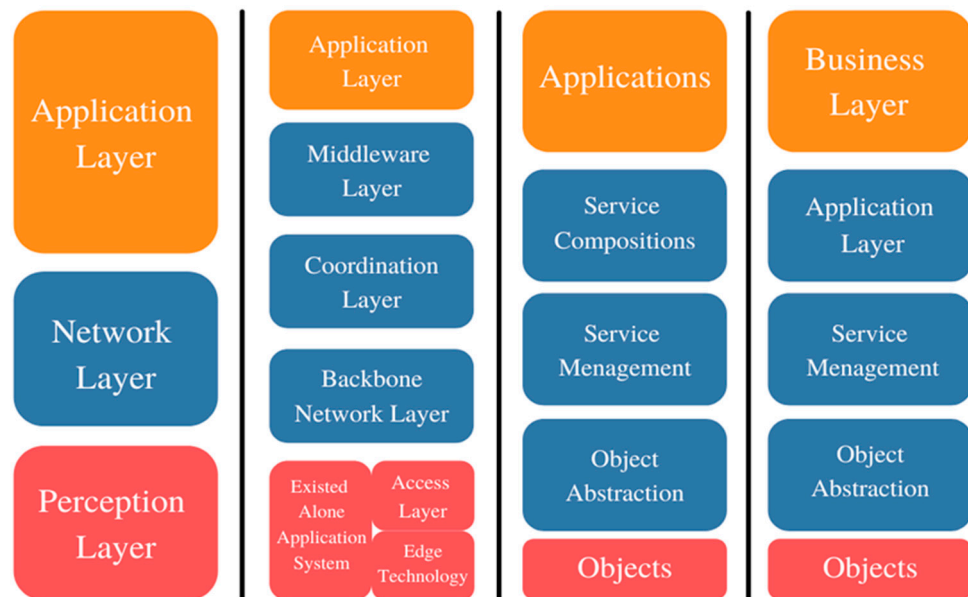 Application
Layer
Network
Layer
Perception
Layer
Application
Layer
Middleware
Layer
Coordination
Layer
Backbone
Network Layer
Existed
Alone
Application
System
Access
Layer
Edge
Technology
Applications
Service
Compositions
Service
Menagement
Object
Abstraction
Objects
Business
Layer
Application
Layer
Service
Menagement
Object
Abstraction
Objects